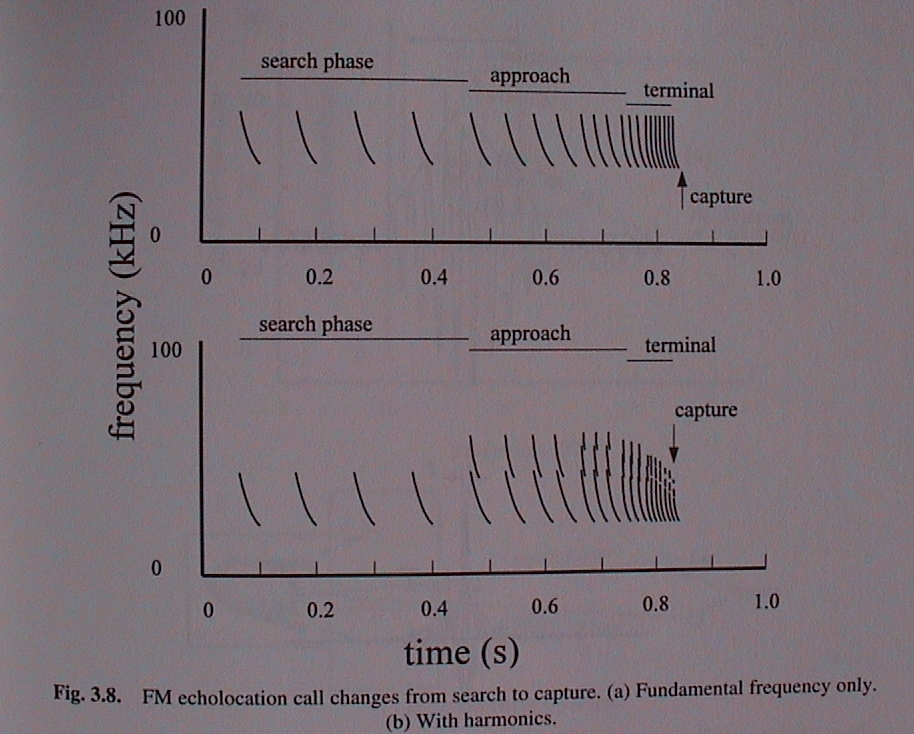 100
search phase
approach
terminal
capture
0
0 0.2 0.4 0.6 0.8 1.0
frequency (kHz)
search phase
approach
100
terminal
capture
0
0 0.2 0.4 0.6 0.8 1.0
time (s)
Fig. 3.8. FM echolocation call changes from search to capture. (a) Fundamental frequency only.
(b) With harmonics.